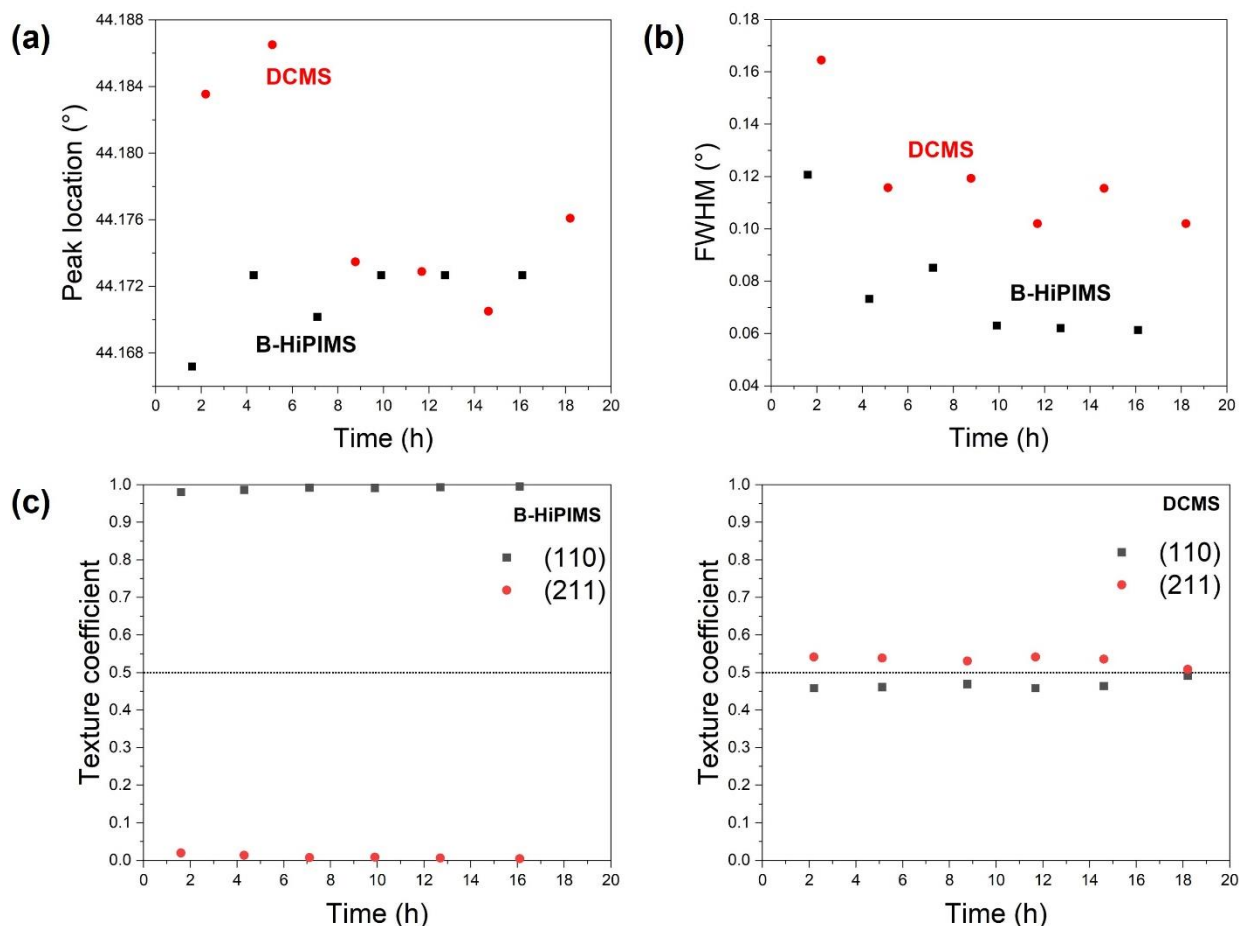 (a)
44.188
44.184
44.180
44.176
44.172
44.168
Peak location (°)
DCMS
B-HiPIMS
0 2 4 6 8 10 12 14 16 18 20
Time (h)
(b)
0.18
0.16
0.14
0.12
0.10
0.08
0.06
0.04
FWHM (°)
DCMS
B-HiPIMS
0 2 4 6 8 10 12 14 16 18 20
Time (h)
(c)
1.0
0.9
0.8
0.7
0.6
0.5
0.4
0.3
0.2
0.1
0.0
Texture coefficient
B-HiPIMS
(110)
(211)
0 2 4 6 8 10 12 14 16 18 20
Time (h)
1.0
0.9
0.8
0.7
0.6
0.5
0.4
0.3
0.2
0.1
0.0
Texture coefficient
DCMS
(110)
(211)
0 2 4 6 8 10 12 14 16 18 20
Time (h)